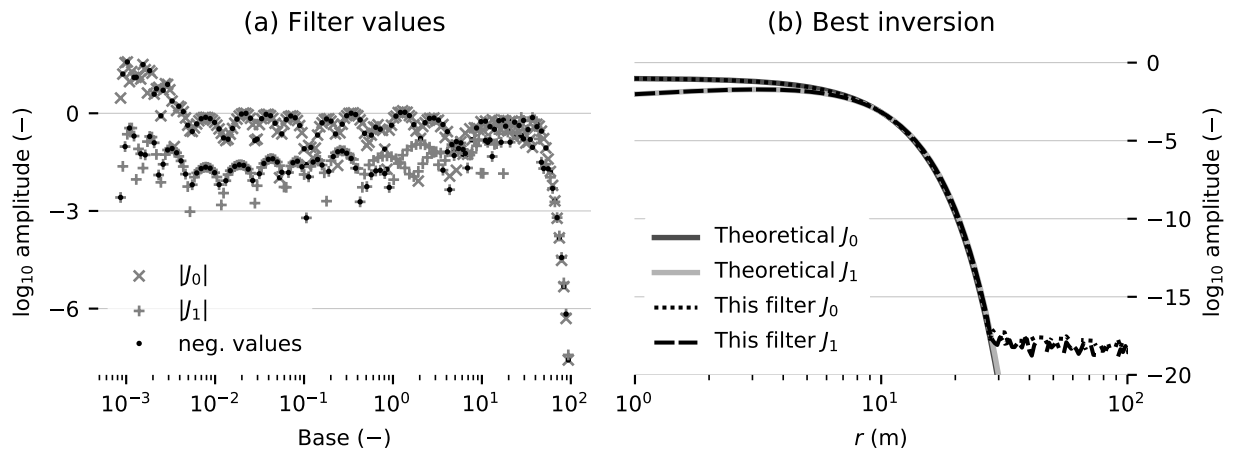 (a) Filter values
(b) Best inversion
log₁₀ amplitude (−)
0
−3
−6
|J₀|
|J₁|
neg. values
10⁻³ 10⁻² 10⁻¹ 10⁰ 10¹ 10²
Base (−)
Theoretical J₀
Theoretical J₁
This filter J₀
This filter J₁
0
−5
−10
−15
−20
log₁₀ amplitude (−)
10⁰ 10¹ 10²
r (m)